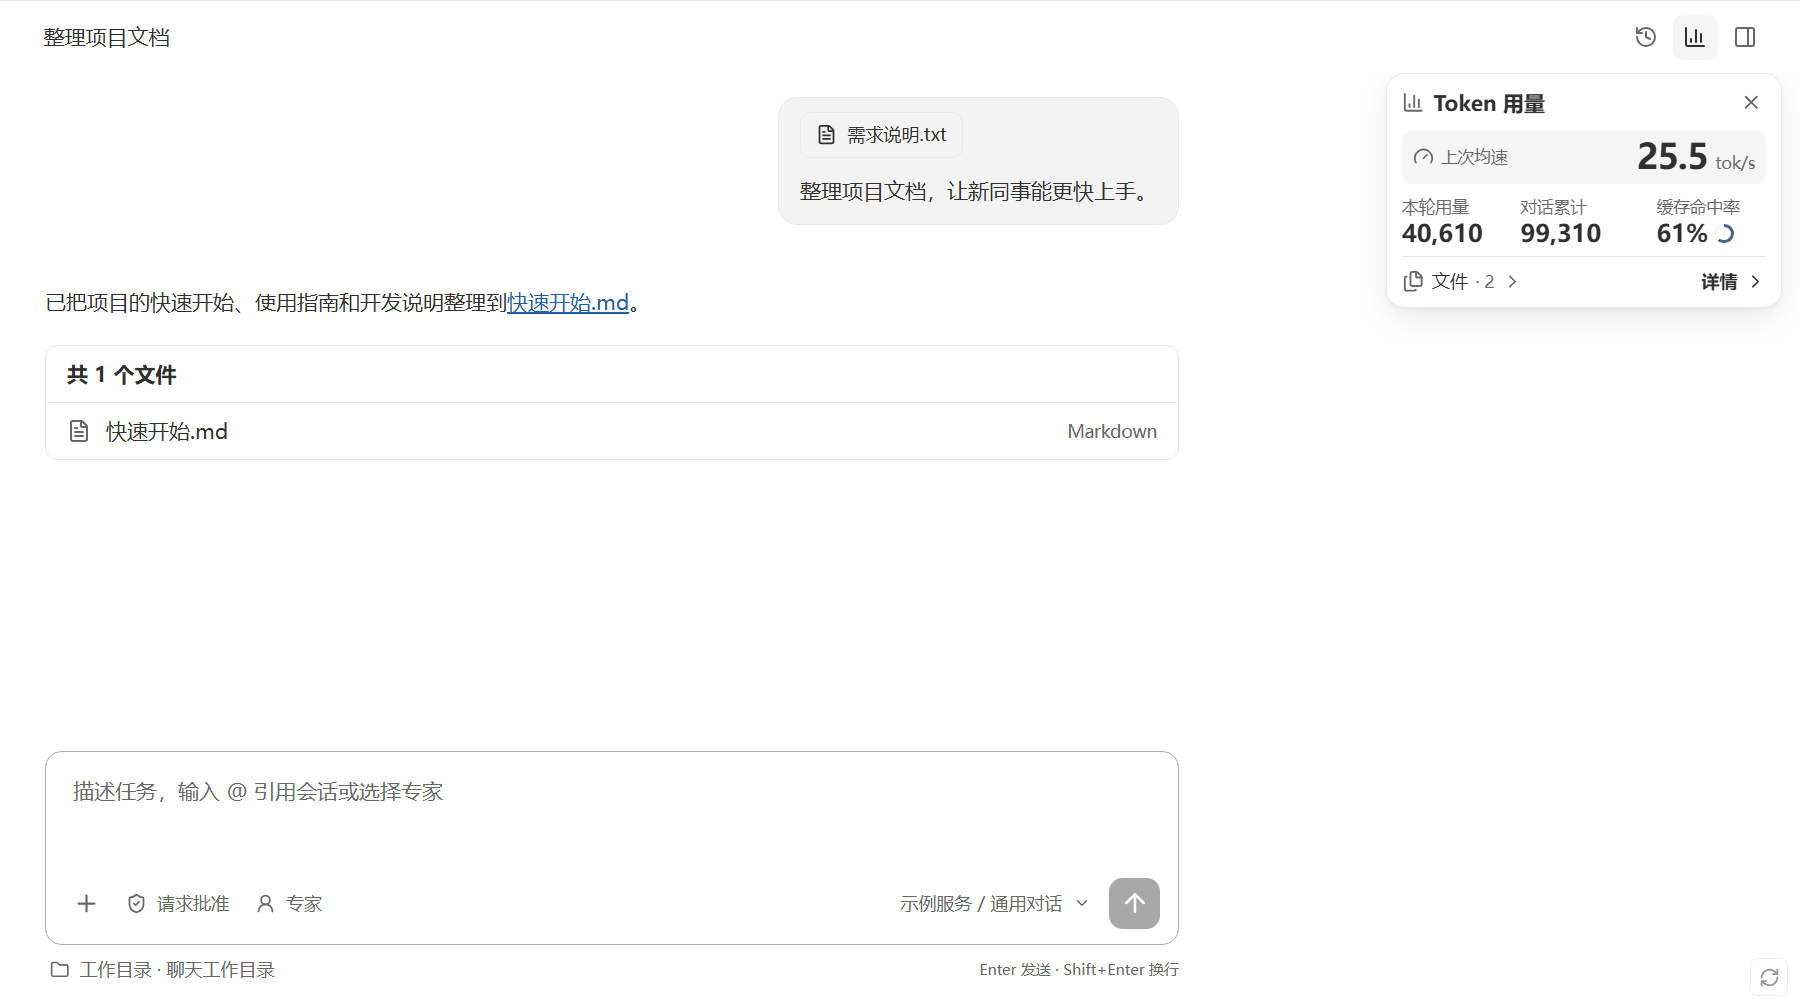 整理项目文档
需求说明.txt
整理项目文档，让新同事能更快上手。
已把项目的快速开始、使用指南和开发说明整理到快速开始.md。
共 1 个文件
快速开始.md
Markdown
Token 用量
上次均速
25.5 tok/s
本轮用量 对话累计 缓存命中率
40,610 99,310 61%
文件 · 2
详情
描述任务，输入 @ 引用会话或选择专家
请求批准 专家 示例服务 / 通用对话
工作目录 · 聊天工作目录
Enter 发送 · Shift+Enter 换行